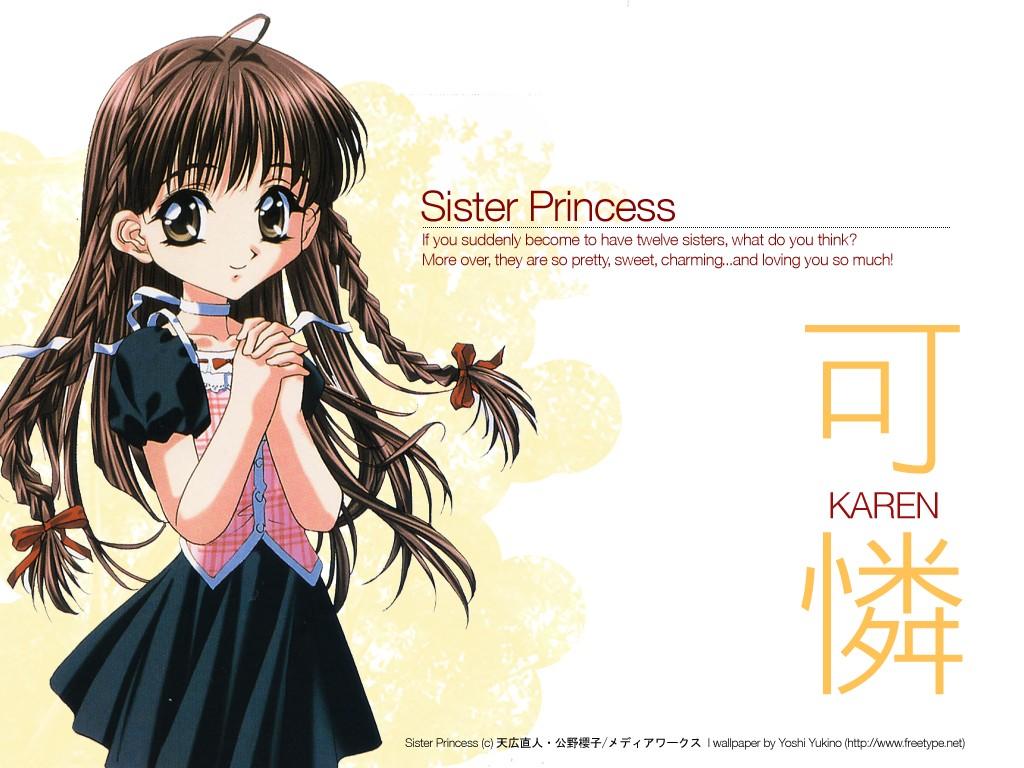 Sister Princess
If you suddenly become to have twelve sisters, what do you think?
More over, they are so pretty, sweet, charming...and loving you so much!
可
KAREN
憐
Sister Princess (c) 天広直人・公野櫻子/メディアワークス | wallpaper by Yoshi Yukino (http://www.freetype.net)